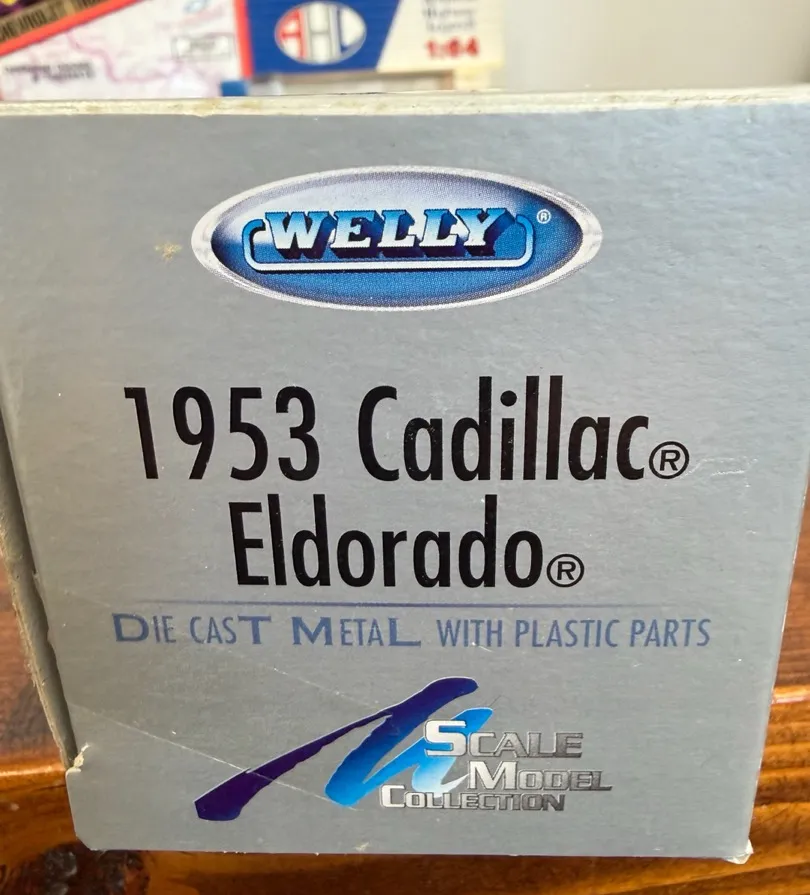 1:64
WELLY®
1953 Cadillac®
Eldorado®
DIE CAST METAL WITH PLASTIC PARTS
SCALE
MODEL
COLLECTION